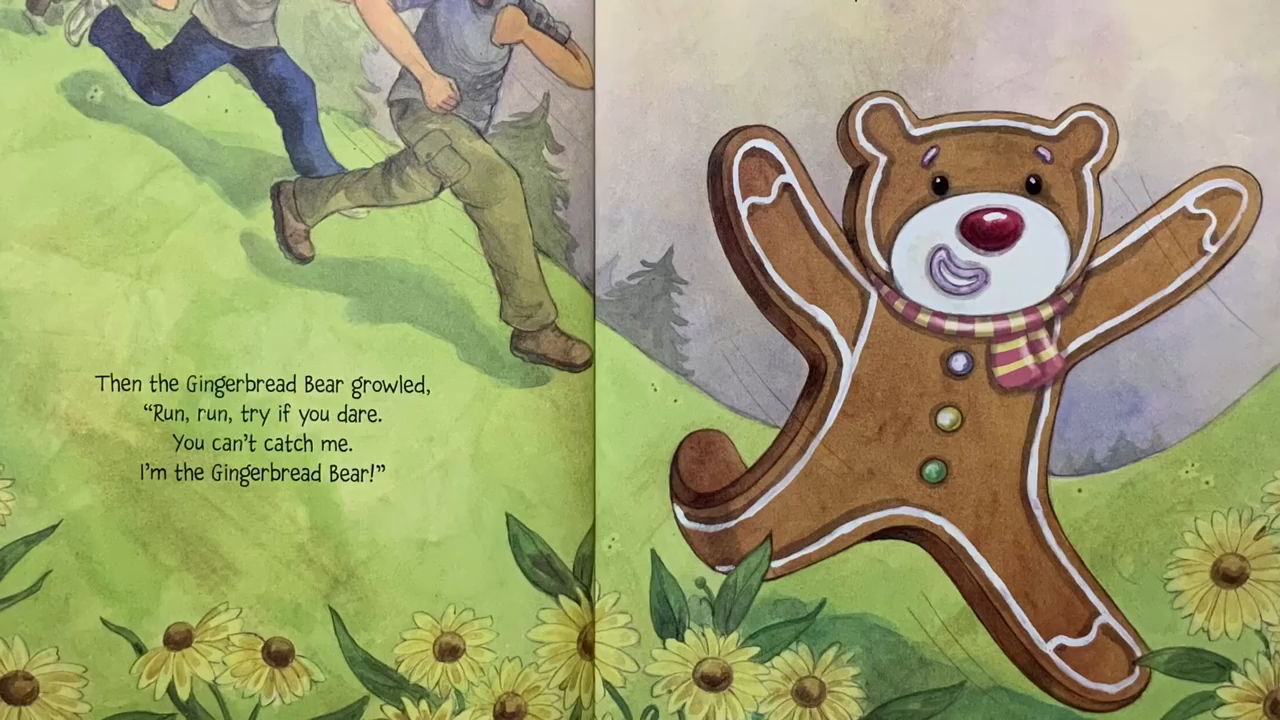 Then the Gingerbread Bear growled,
“Run, run, try if you dare.
You can’t catch me.
I’m the Gingerbread Bear!”